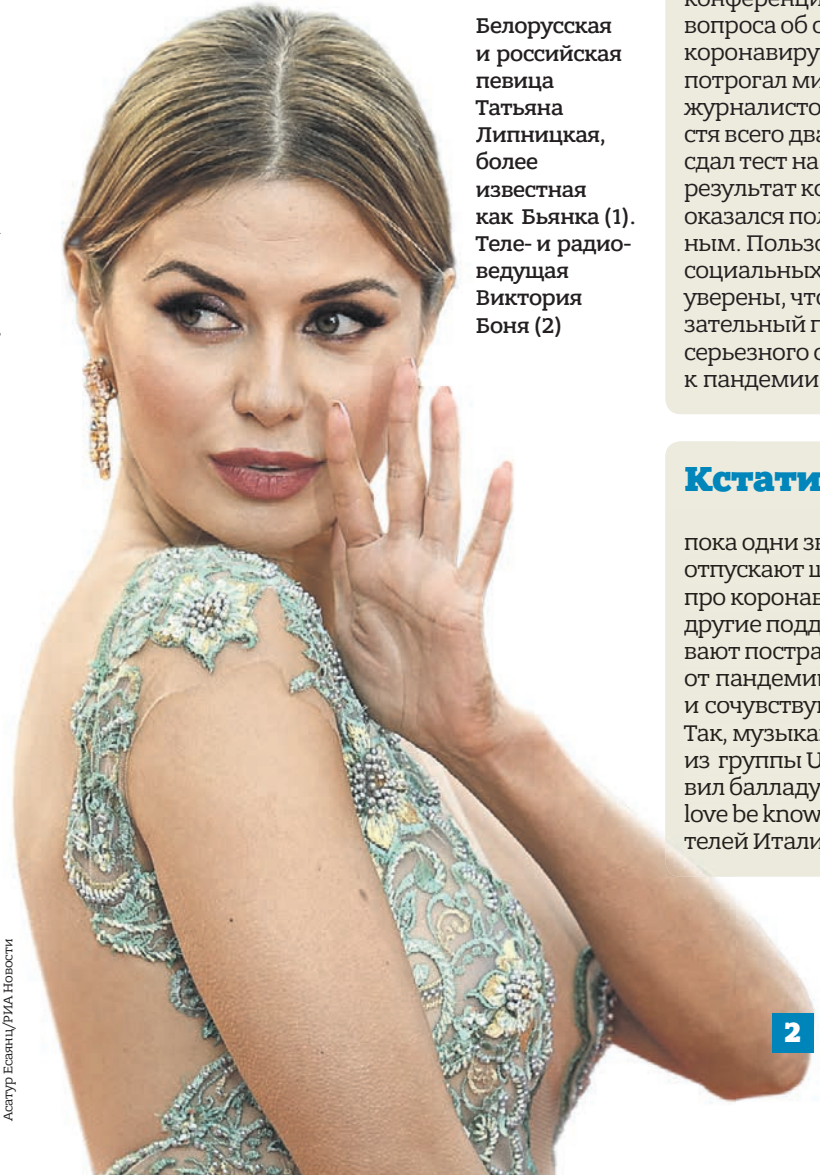 Белорусская
и российская
певица
Татьяна
Липницкая,
более
известная
как Бьянка (1).
Теле- и радио-
ведущая
Виктория
Боня (2)
вопроса об о
коронавиру
потрогал ми
журналисто
стя всего два
сдал тест на
результат ко
оказался пол
ным. Пользо
социальных
уверены, что
зательный п
серьезного о
к пандемии
Кстати
пока одни зв
отпускают ш
про коронав
другие подд
вают постра
от пандемии
и сочувствую
Так, музыка
из группы U
вил балладу
love be know
телей Итали
2
Асатур Есаянц/РИА Новости